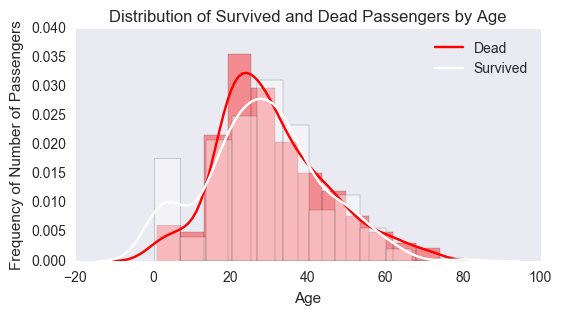 Distribution of Survived and Dead Passengers by Age
Frequency of Number of Passengers
0.040
0.035
0.030
0.025
0.020
0.015
0.010
0.005
0.000
Dead
Survived
−20 0 20 40 60 80 100
Age